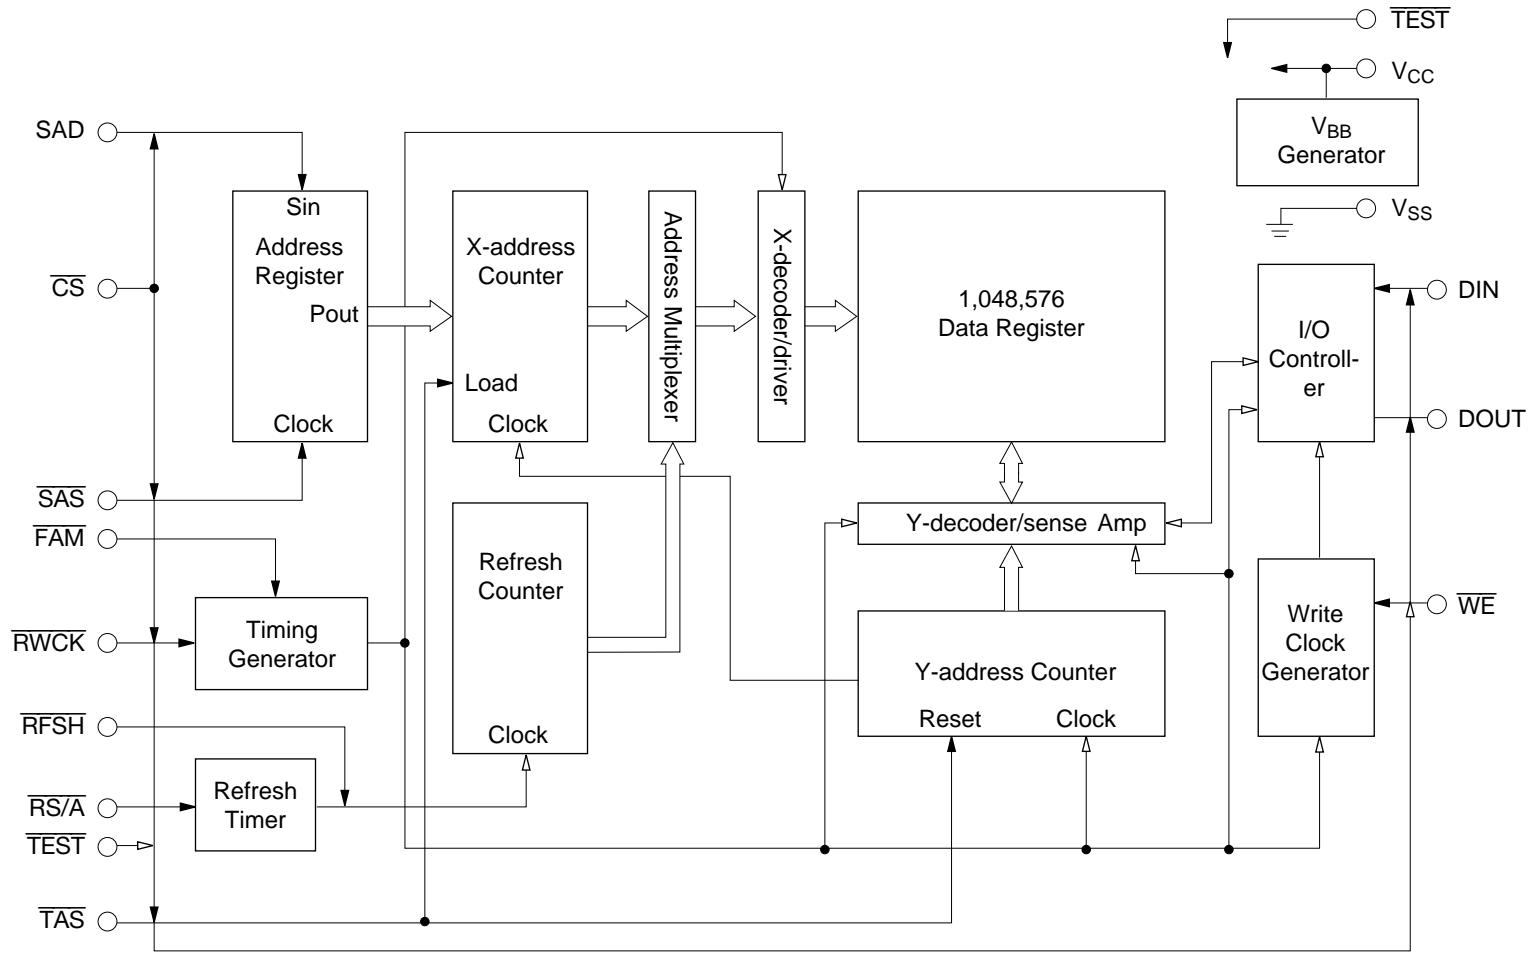 TEST
VCC
VBB
Generator
VSS
SAD
CS
SAS
FAM
RWCK
RFSH
RS/A
TEST
TAS
Sin
Address
Register
Pout
Clock
X-address
Counter
Load
Clock
Address Multiplexer
X-decoder/driver
1,048,576
Data Register
I/O
Controll-
er
DIN
DOUT
WE
Timing
Generator
Refresh
Timer
Refresh
Counter
Clock
Y-decoder/sense Amp
Y-address Counter
Reset Clock
Write
Clock
Generator